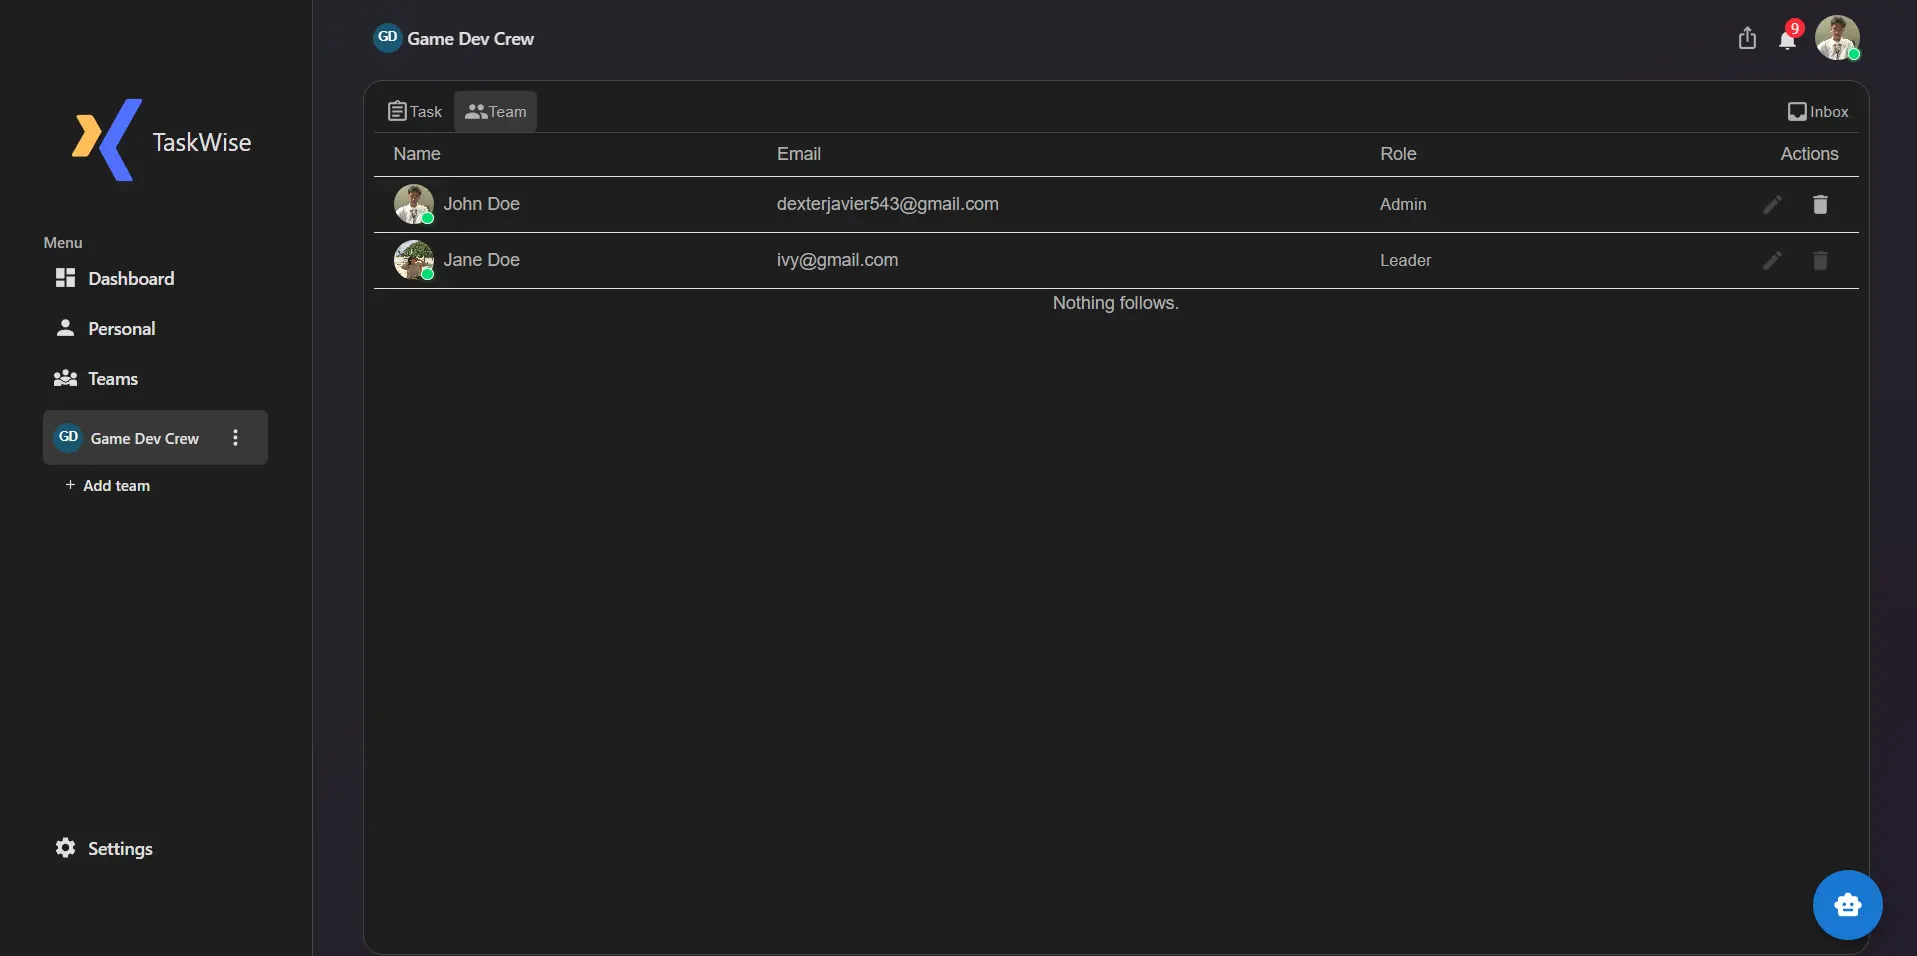 TaskWise
Menu
Dashboard
Personal
Teams
GD Game Dev Crew
+ Add team
Settings
GD Game Dev Crew
9
Task Team Inbox
Name Email Role Actions
John Doe dexterjavier543@gmail.com Admin
Jane Doe ivy@gmail.com Leader
Nothing follows.